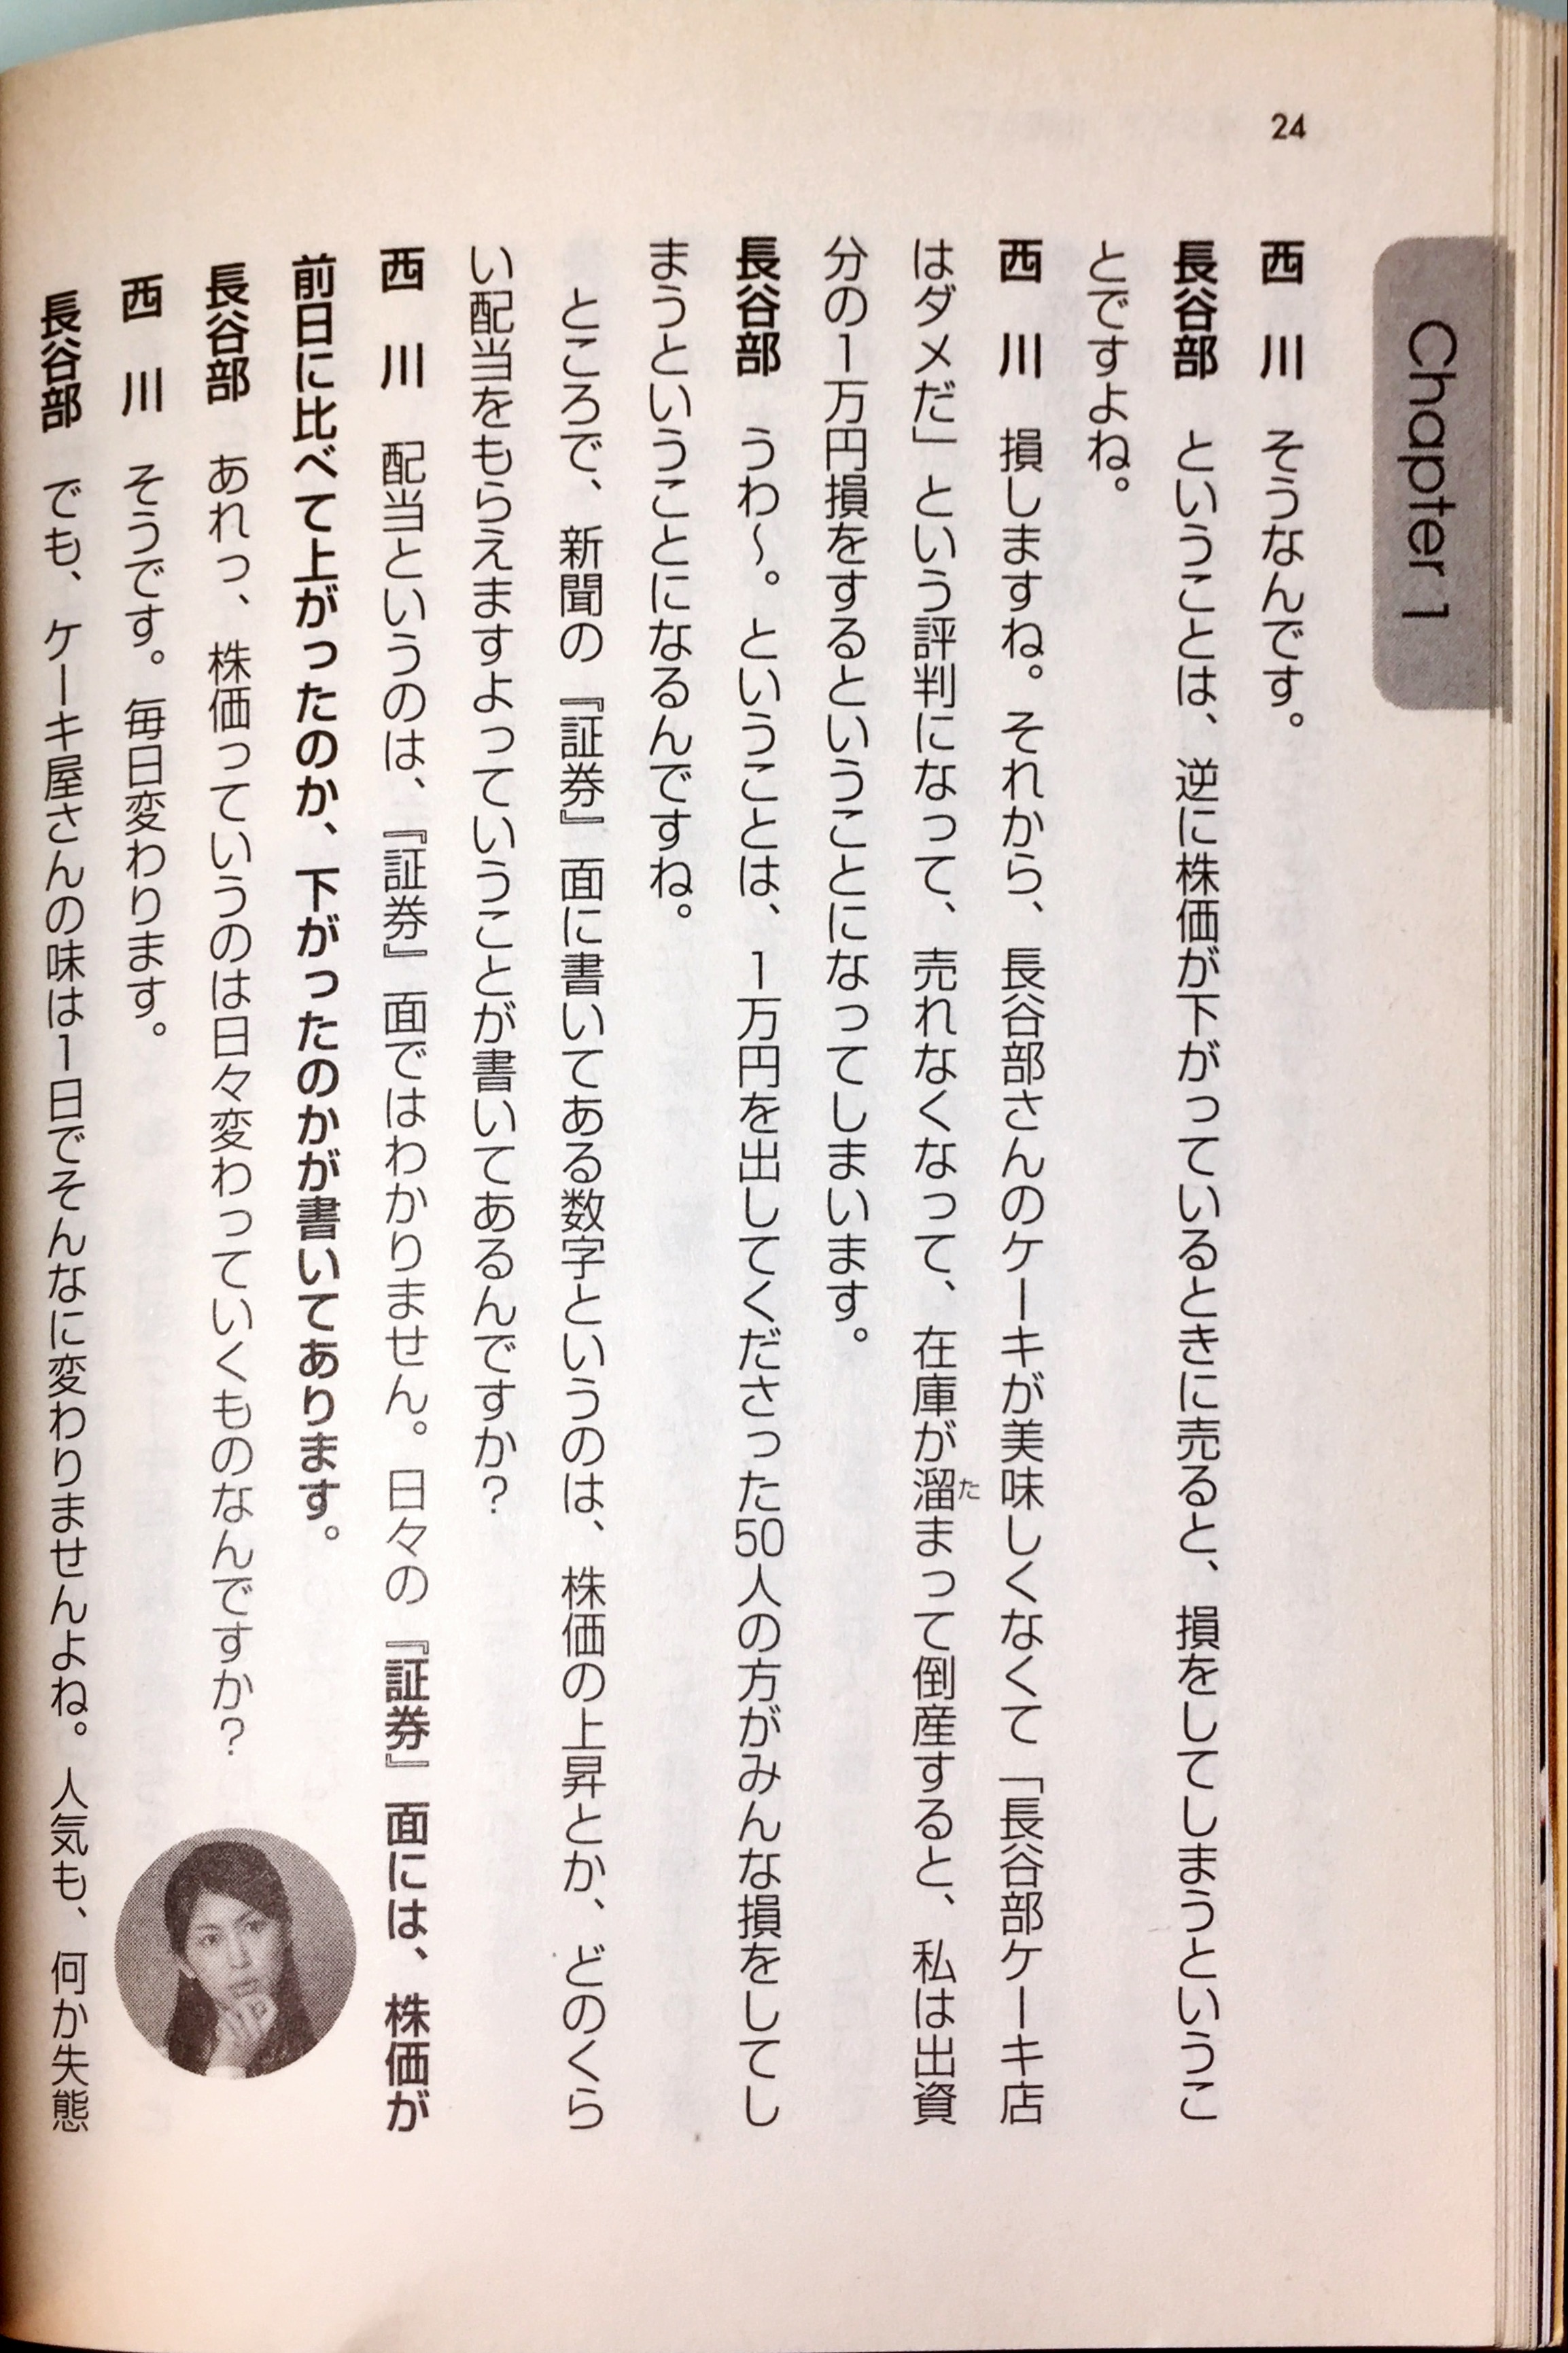 24
Chapter 1
西　川　そうなんです。
長谷部　ということは、逆に株価が下がっているときに売ると、損をしてしまうというこ
とですよね。
西　川　損しますね。それから、長谷部さんのケーキが美味しくなくて「長谷部ケーキ店
はダメだ」という評判になって、売れなくなって、在庫が溜まって倒産すると、私は出資
た
分の1万円損をするということになってしまいます。
長谷部　うわ〜。ということは、1万円を出してくださった50人の方がみんな損をしてし
まうということになるんですね。
　ところで、新聞の『証券』面に書いてある数字というのは、株価の上昇とか、どのくら
い配当をもらえますよっていうことが書いてあるんですか?
西　川　配当というのは、『証券』面ではわかりません。日々の『証券』面には、株価が
前日に比べて上がったのか、下がったのかが書いてあります。
長谷部　あれっ、株価っていうのは日々変わっていくものなんですか?
西　川　そうです。毎日変わります。
長谷部　でも、ケーキ屋さんの味は1日でそんなに変わりませんよね。人気も、何か失態